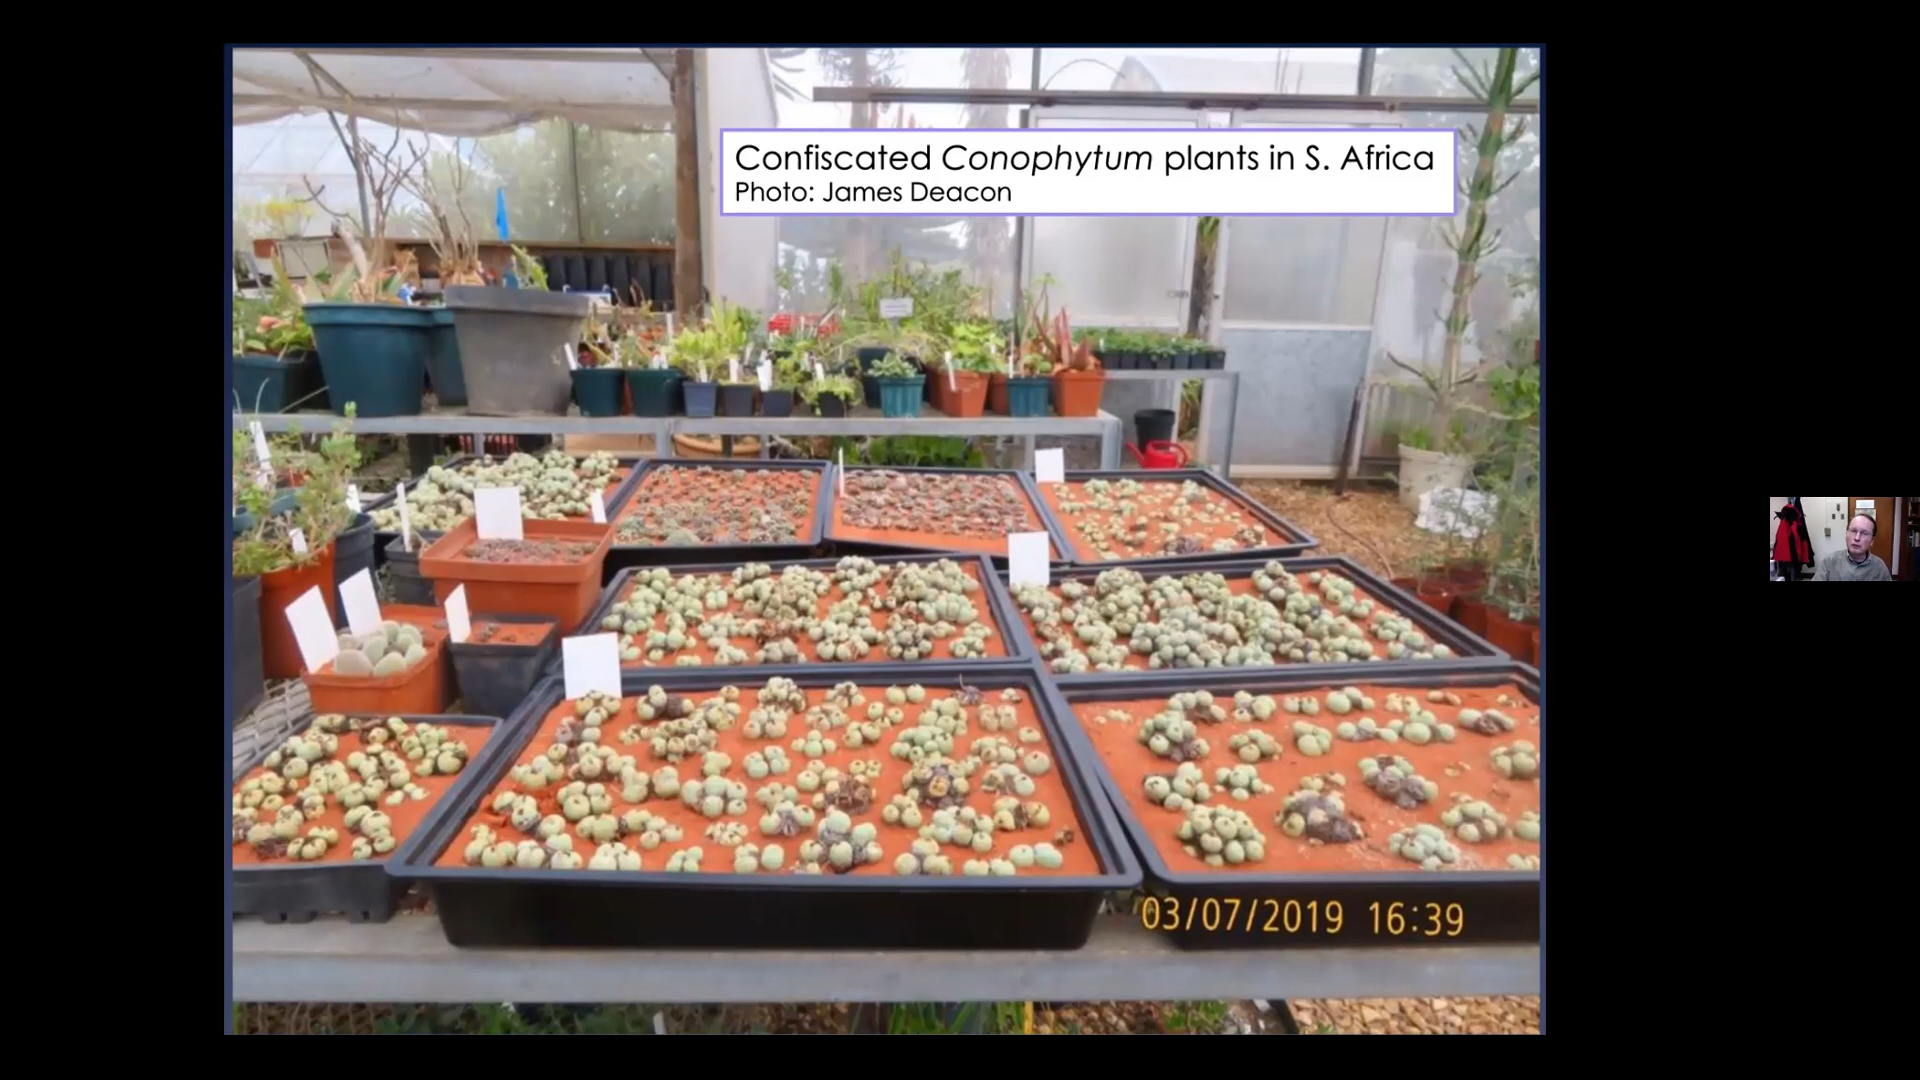 Confiscated Conophytum plants in S. Africa
Photo: James Deacon
03/07/2019 16:39